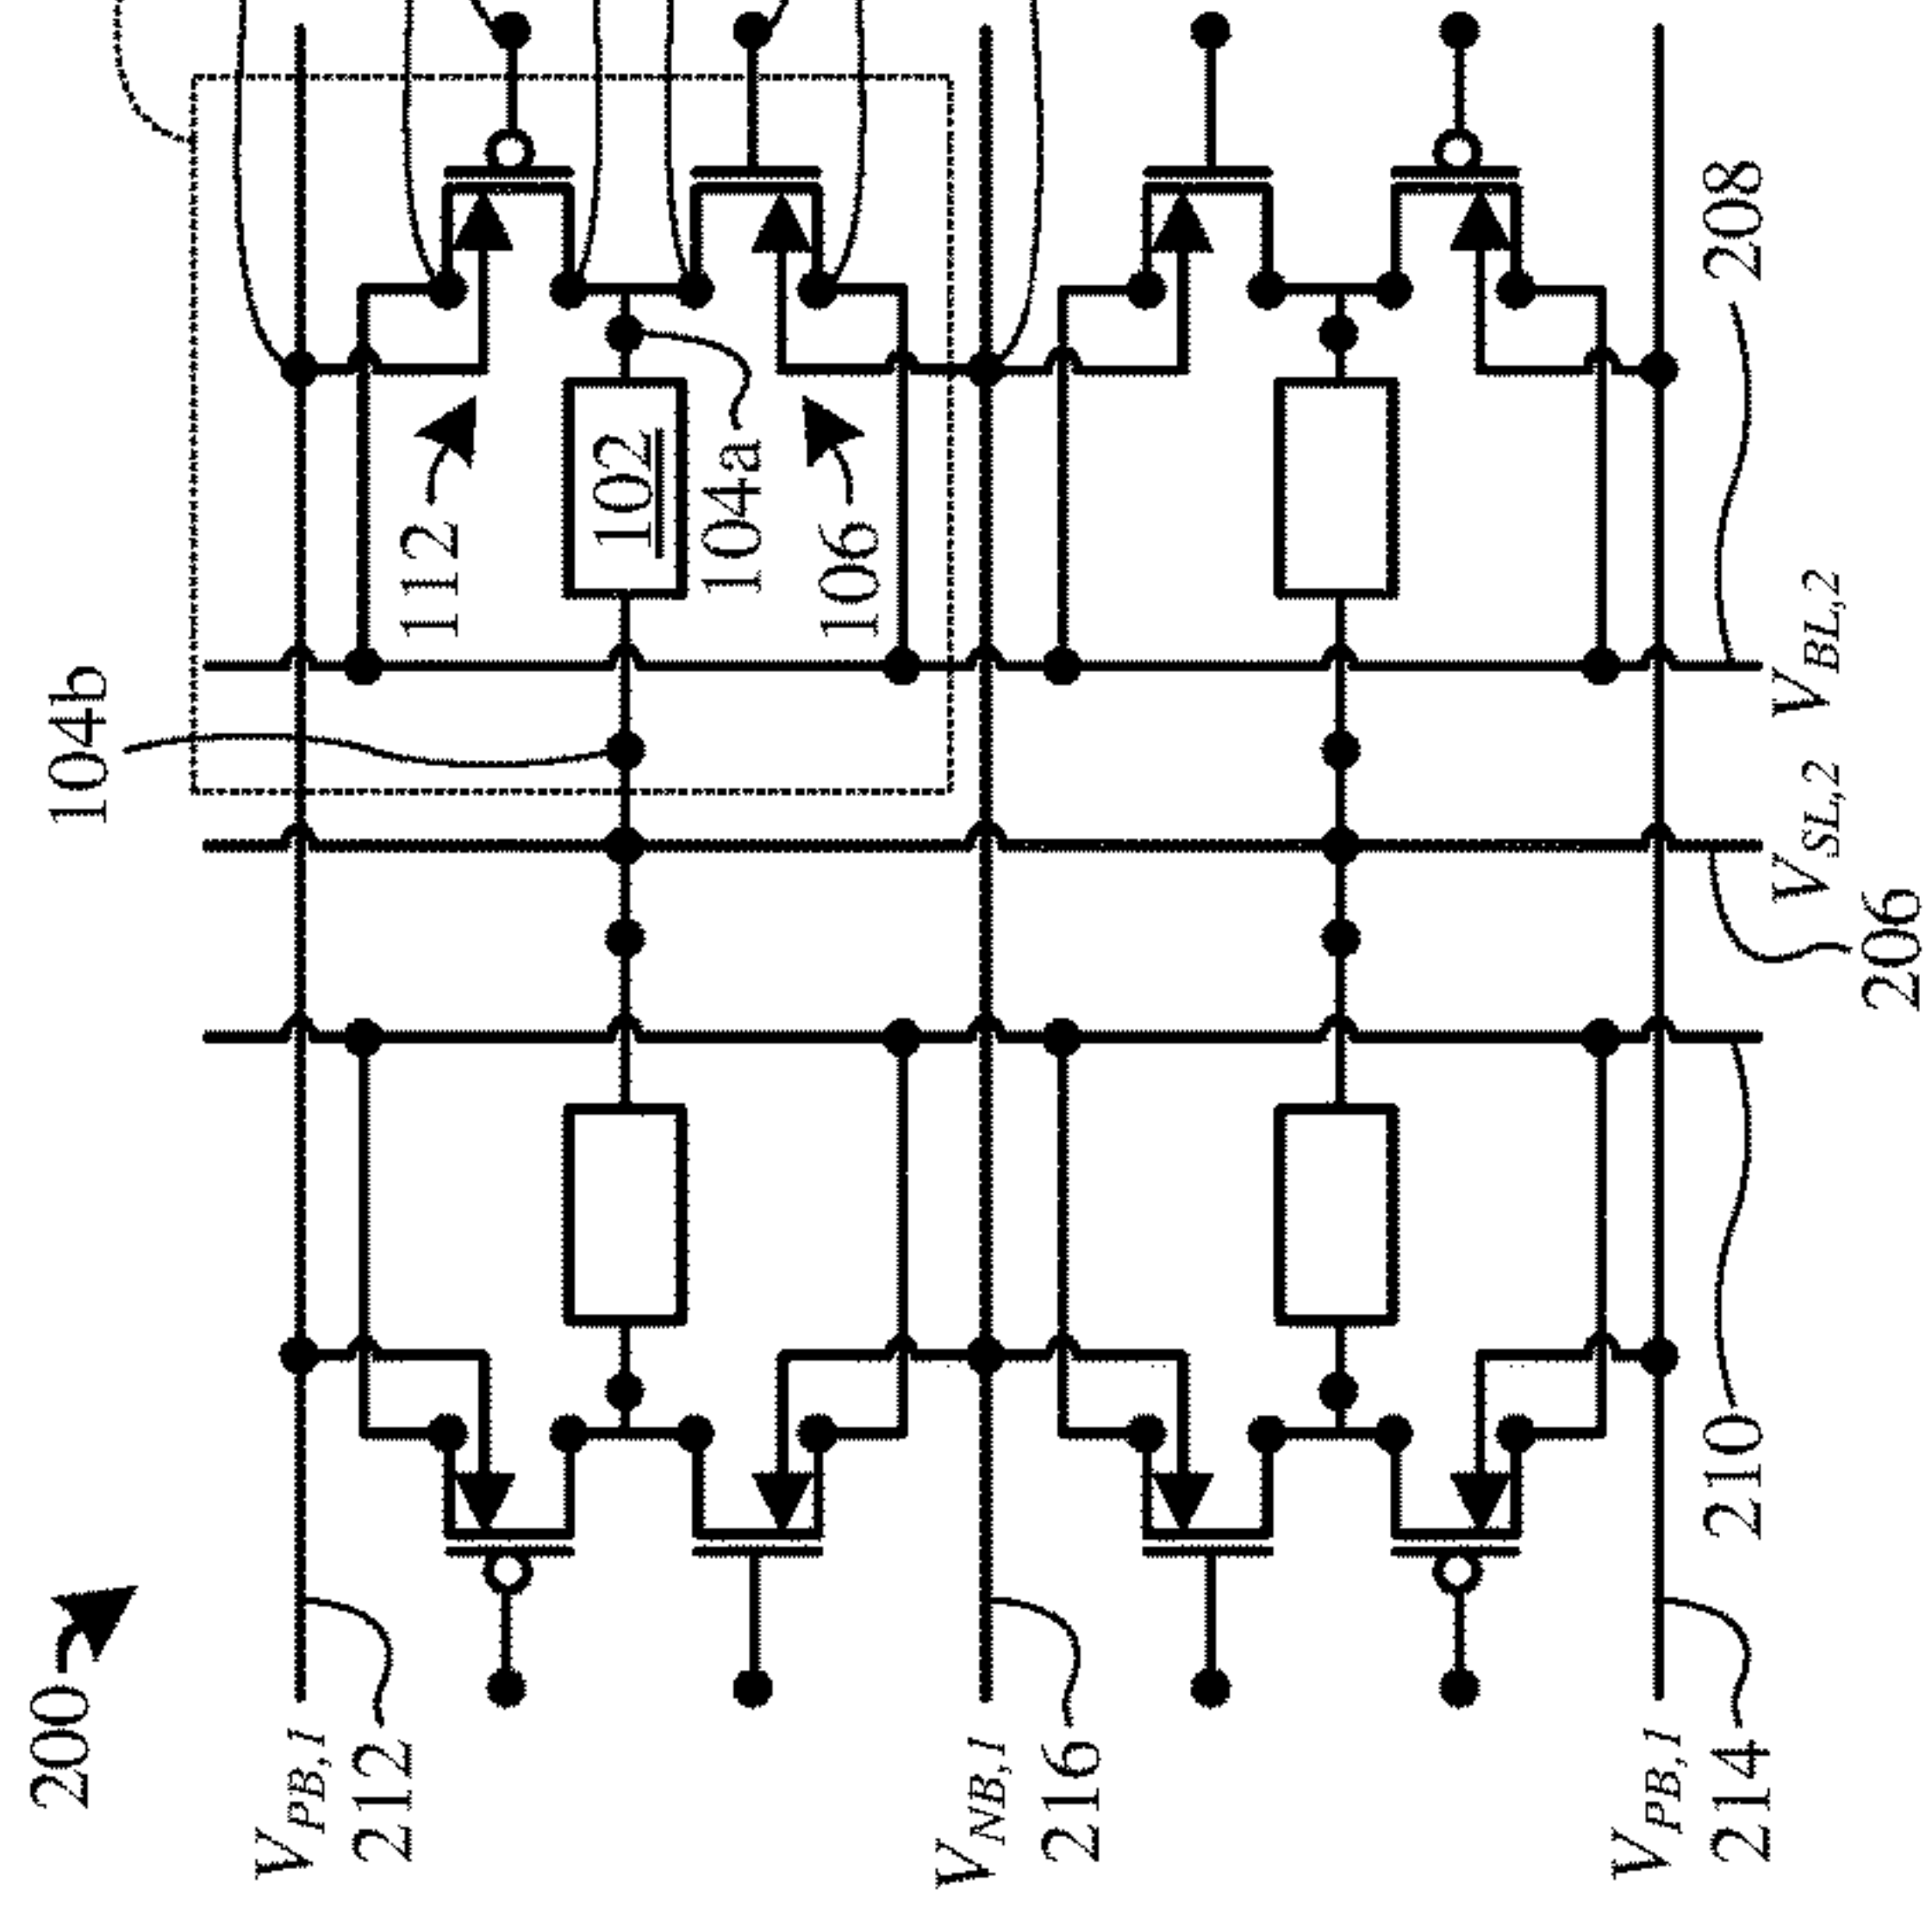 200
V_{PB,1}
212
V_{NB,1}
216
V_{PB,1}
214
104b
112
102
104a
106
210
206
V_{SL,2}
V_{BL,2}
208